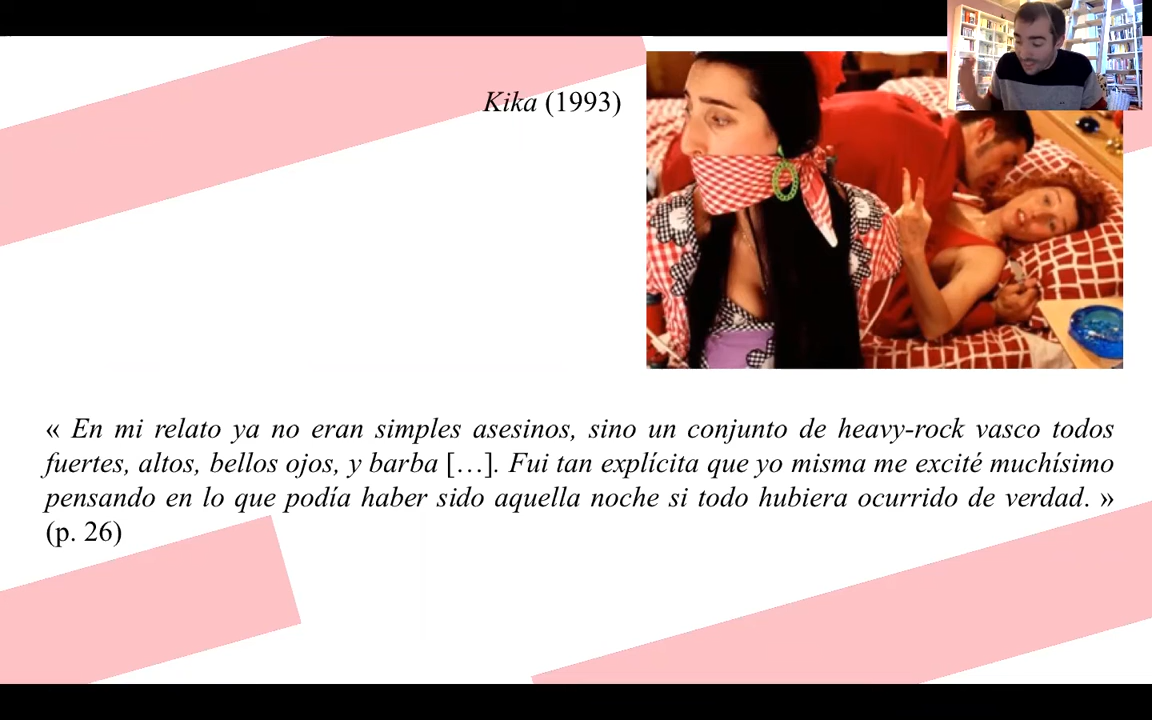 Kika (1993)
« En mi relato ya no eran simples asesinos, sino un conjunto de heavy-rock vasco todos
fuertes, altos, bellos ojos, y barba […]. Fui tan explícita que yo misma me excité muchísimo
pensando en lo que podía haber sido aquella noche si todo hubiera ocurrido de verdad. »
(p. 26)